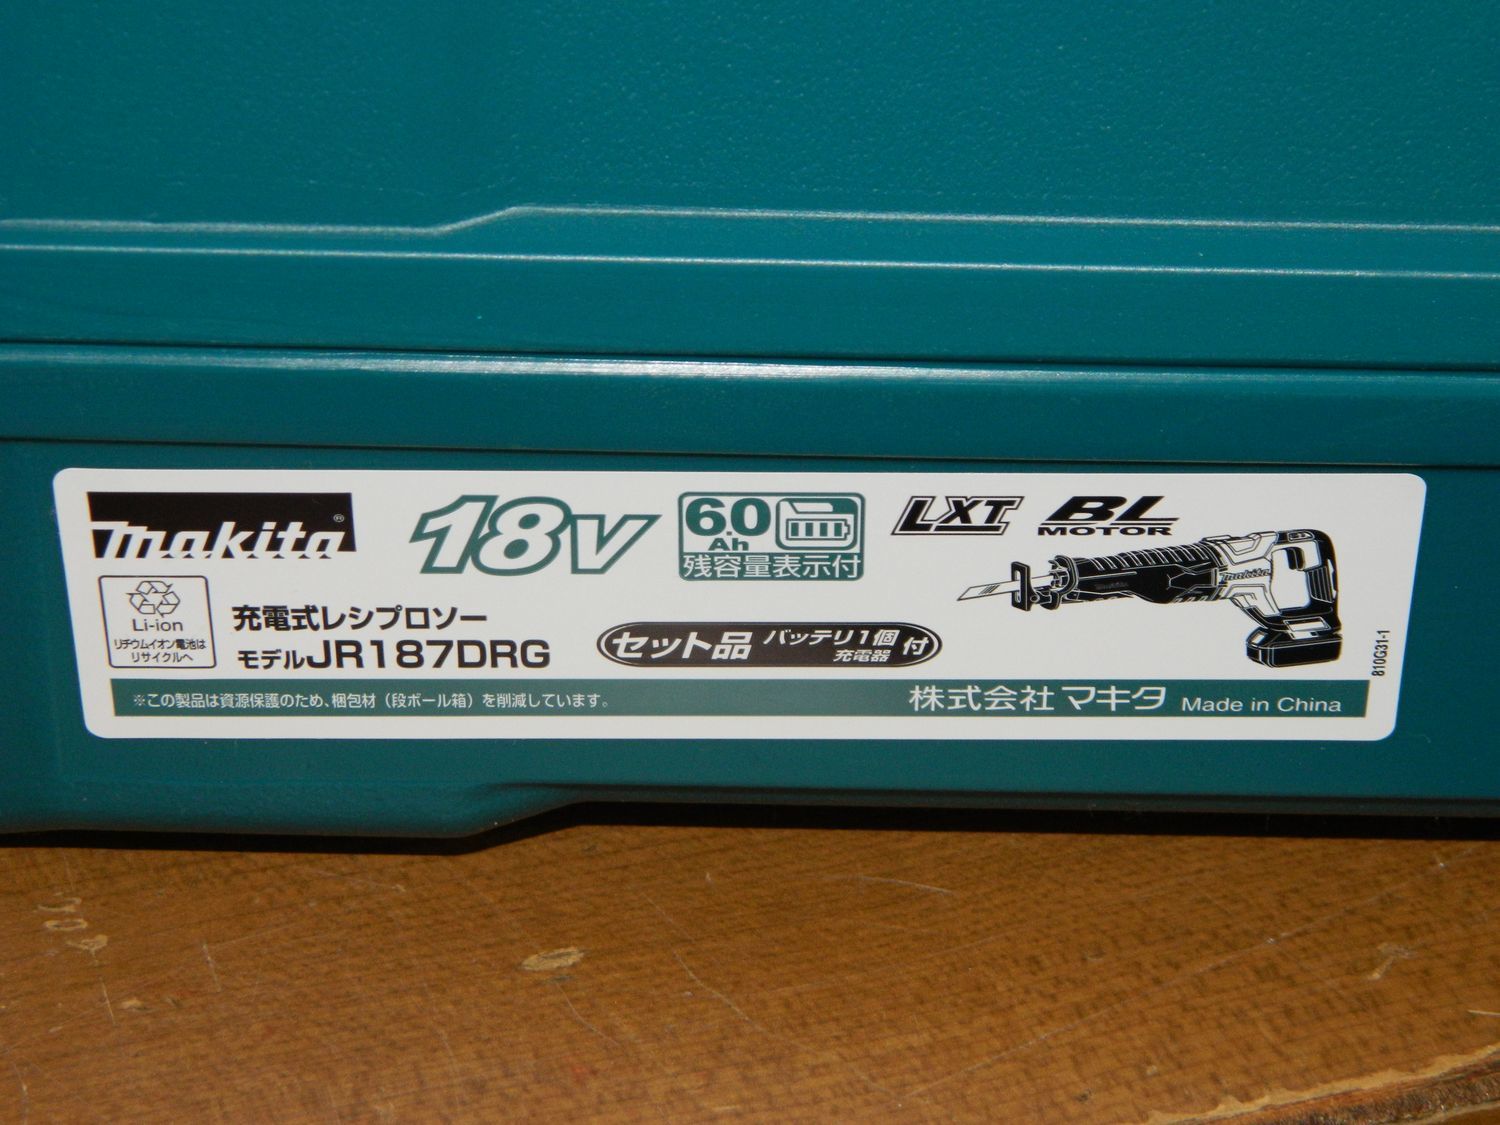 makita®
18V
6.0
Ah
残容量表示付
LXT
BL
MOTOR
Li-ion
リチウムイオン電池は
リサイクルへ
充電式レシプロソー
モデルJR187DRG
セット品 バッテリ1個 充電器 付
makita
810G31-1
※この製品は資源保護のため、梱包材(段ボール箱)を削減しています。
株式会社マキタ Made in China